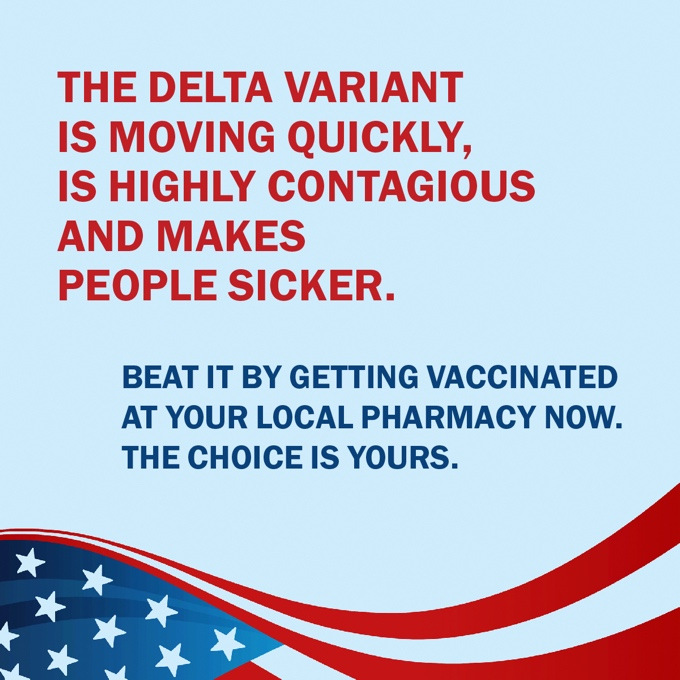 THE DELTA VARIANT
IS MOVING QUICKLY,
IS HIGHLY CONTAGIOUS
AND MAKES
PEOPLE SICKER.
BEAT IT BY GETTING VACCINATED
AT YOUR LOCAL PHARMACY NOW.
THE CHOICE IS YOURS.